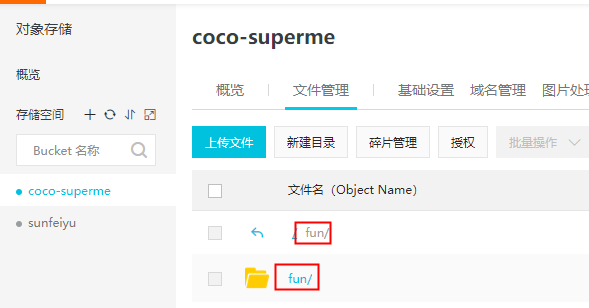 对象存储
coco-superme
概览
概览 文件管理 基础设置 域名管理 图片处理
存储空间
Bucket 名称
上传文件 新建目录 碎片管理 授权 批量操作
coco-superme
文件名（Object Name）
sunfeiyu
/ fun/
fun/